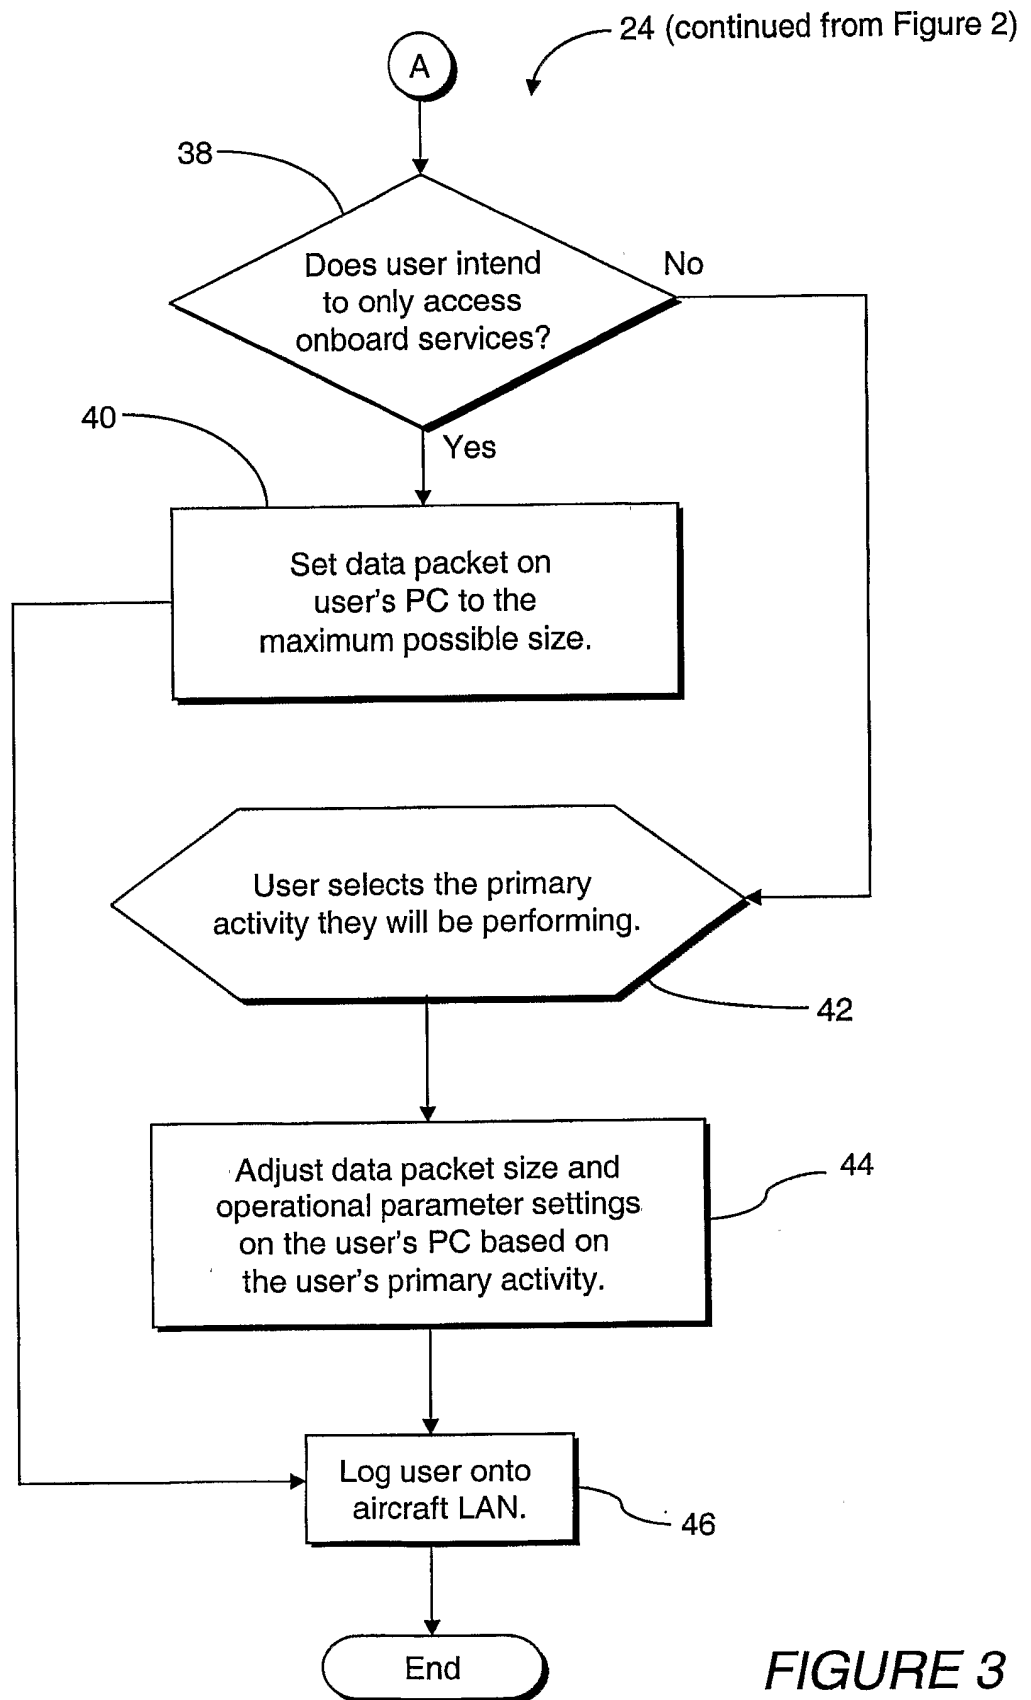 24 (continued from Figure 2)
A
38
Does user intend
to only access
onboard services?
No
Yes
40
Set data packet on
user's PC to the
maximum possible size.
User selects the primary
activity they will be performing.
42
Adjust data packet size and
operational parameter settings
on the user's PC based on
the user's primary activity.
44
Log user onto
aircraft LAN.
46
End
FIGURE 3